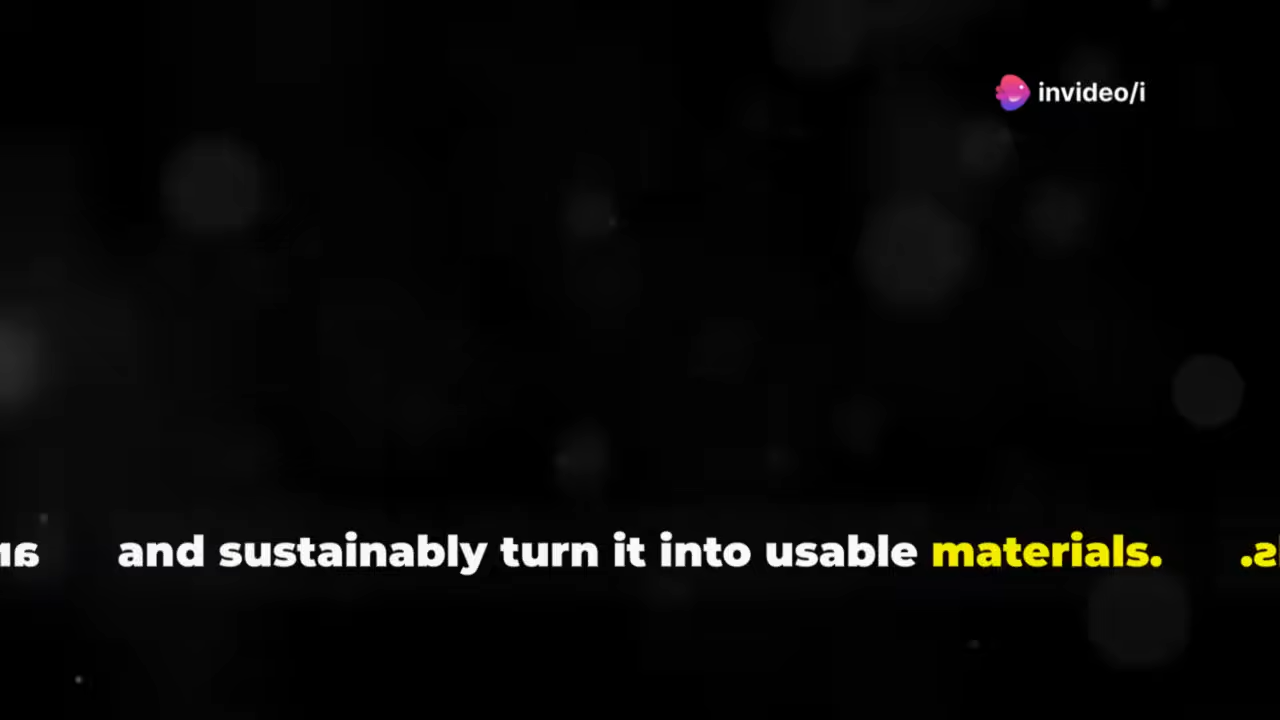 invideo/i
and sustainably turn it into usable materials.